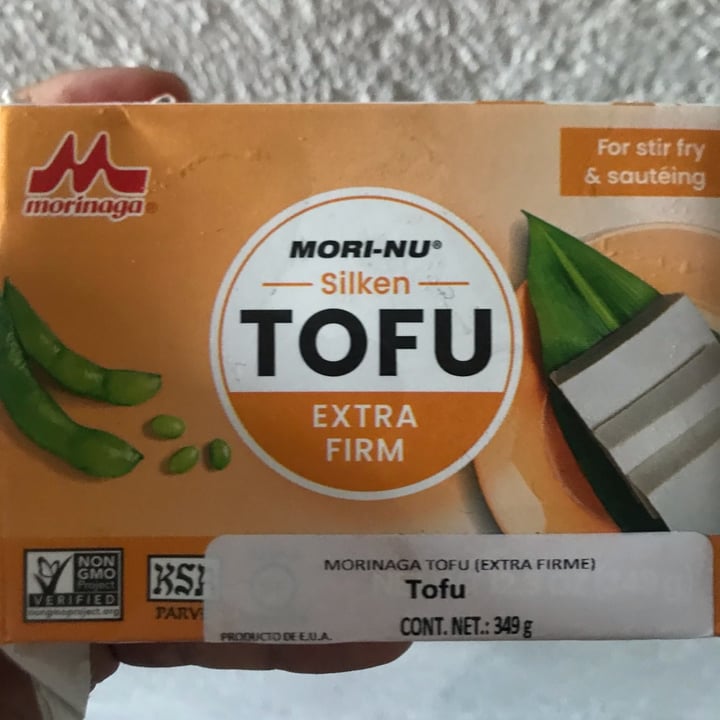 morinaga®
For stir fry
& sautéing
MORI-NU®
Silken
TOFU
EXTRA
FIRM
NON
GMO
Project
VERIFIED
nongmoproject.org
KSA
MORINAGA TOFU (EXTRA FIRME)
Tofu
CONT. NET.: 349 g
PRODUCTO DE E.U.A.